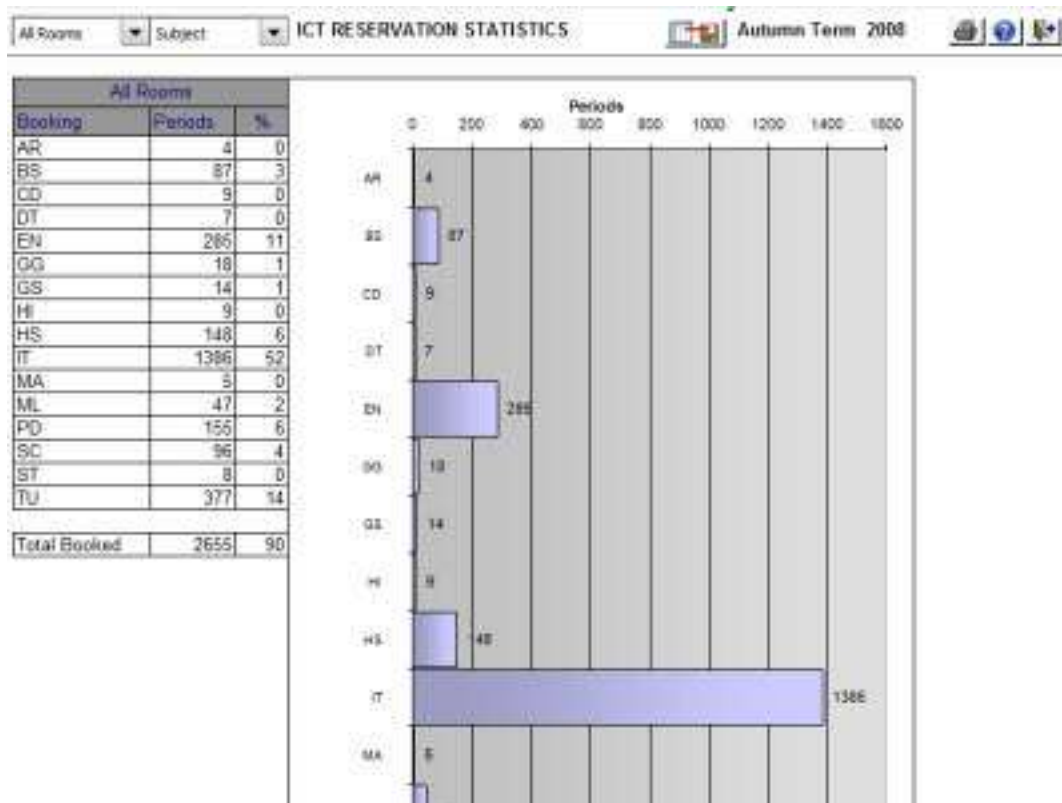 All Rooms Subject ICT RESERVATION STATISTICS Autumn Term 2008
All Rooms
Booking Periods %
AR 4 0
BS 87 3
CD 9 0
DT 7 0
EN 285 11
GG 18 1
GS 14 1
HI 9 0
HS 148 6
IT 1386 52
MA 5 0
ML 47 2
PD 155 6
SC 96 4
ST 8 0
TU 377 14
Total Booked 2655 90
Periods
0 200 400 600 800 1000 1200 1400 1600
AR 4
BS 87
CD 9
DT 7
EN 285
GG 18
GS 14
HI 9
HS 148
IT 1386
MA 5